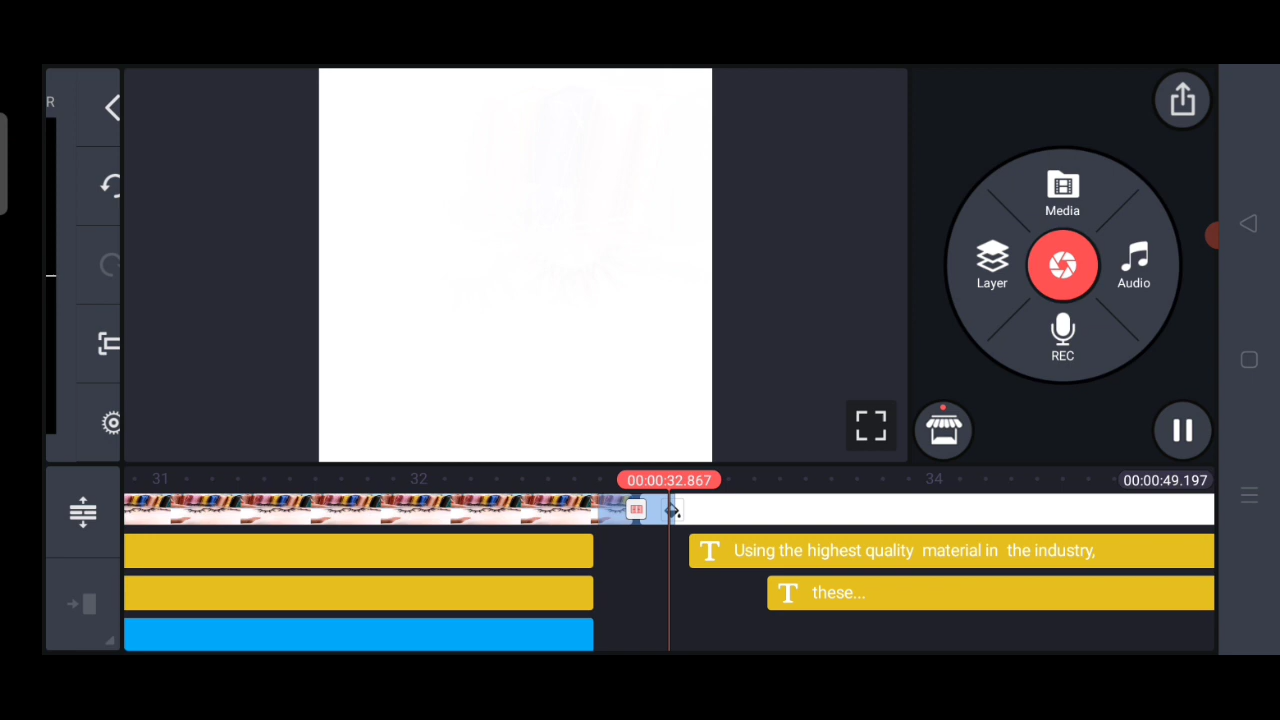 R
Media
Layer
Audio
REC
31
32
00:00:32.867
34
00:00:49.197
T Using the highest quality material in the industry,
T these...